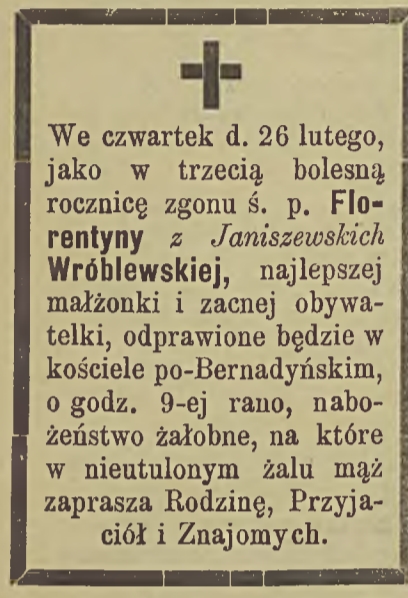 We czwartek d. 26 lutego,
jako w trzecią bolesną
rocznicę zgonu ś. p. Flo-
rentyny z Janiszewskich
Wróblewskiej, najlepszej
małżonki i zacnej obywa-
telki, odprawione będzie w
kościele po-Bernadyńskim,
o godz. 9-ej rano, nabo-
żeństwo żałobne, na które
w nieutulonym żalu mąż
zaprasza Rodzinę, Przyja-
ciół i Znajomych.